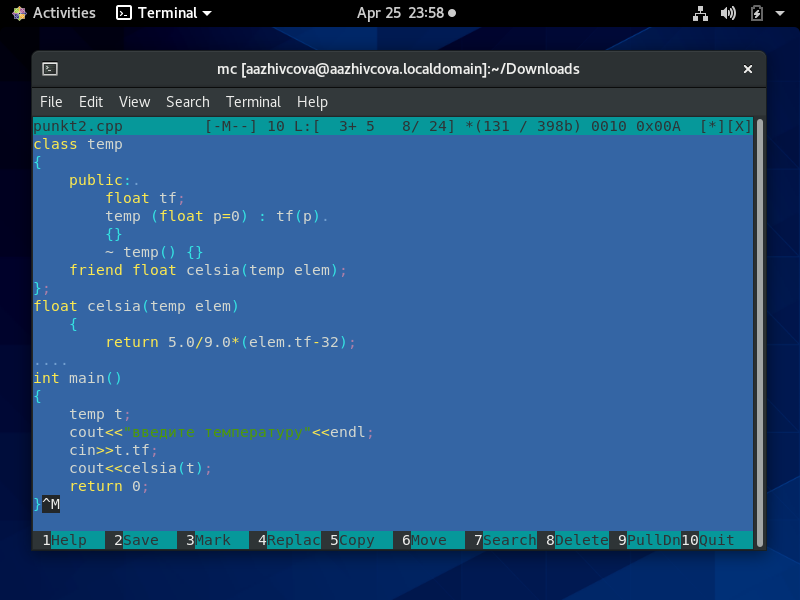 Activities Terminal Apr 25 23:58
mc [aazhivcova@aazhivcova.localdomain]:~/Downloads
File Edit View Search Terminal Help
punkt2.cpp [-M--] 10 L:[ 3+ 5 8/ 24] *(131 / 398b) 0010 0x00A [*][X]
class temp
{
public:.
float tf;
temp (float p=0) : tf(p).
{}
~ temp() {}
friend float celsia(temp elem);
};
float celsia(temp elem)
{
return 5.0/9.0*(elem.tf-32);
....
int main()
{
temp t;
cout<<"введите температуру"<<endl;
cin>>t.tf;
cout<<celsia(t);
return 0;
}^M
1Help 2Save 3Mark 4Replac 5Copy 6Move 7Search 8Delete 9PullDn 10Quit